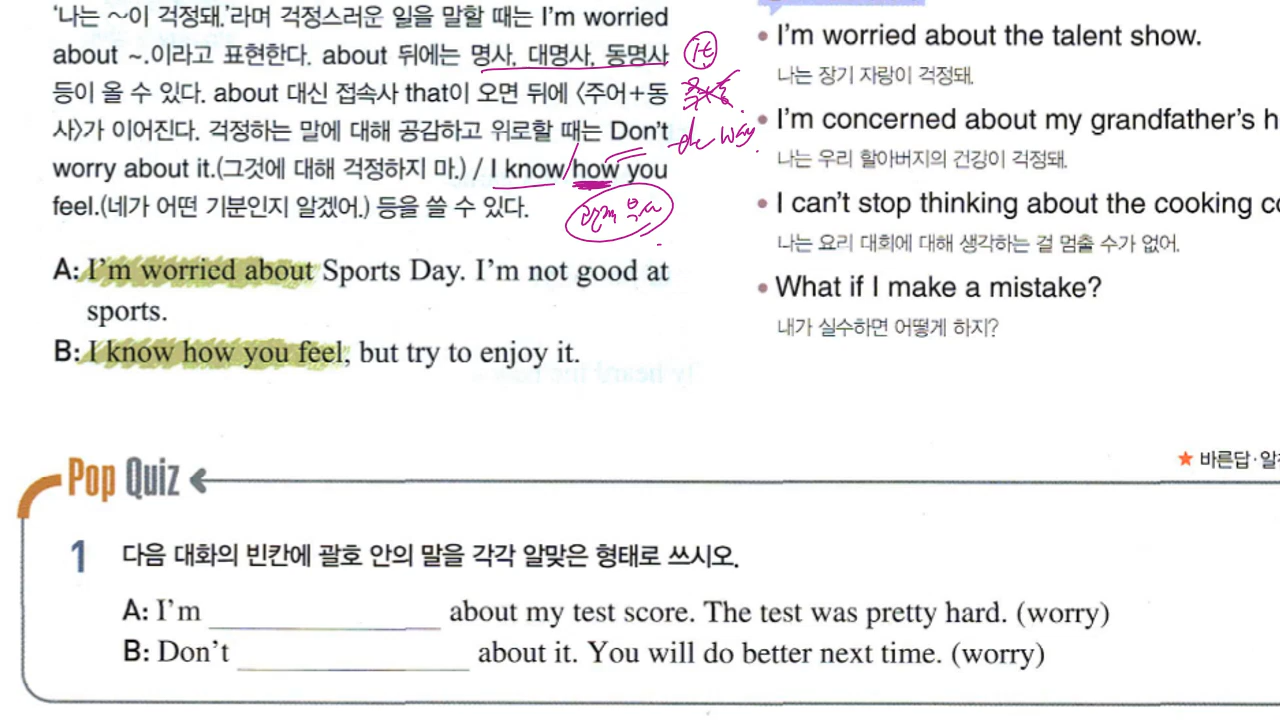 '나는 ~이 걱정돼.'라며 걱정스러운 일을 말할 때는 I'm worried
about ~.이라고 표현한다. about 뒤에는 명사, 대명사, 동명사
등이 올 수 있다. about 대신 접속사 that이 오면 뒤에 〈주어+동
사〉가 이어진다. 걱정하는 말에 대해 공감하고 위로할 때는 Don't
worry about it.(그것에 대해 걱정하지 마.) / I know how you
feel.(네가 어떤 기분인지 알겠어.) 등을 쓸 수 있다.
it
the way
관계 부사
A: I'm worried about Sports Day. I'm not good at
sports.
B: I know how you feel, but try to enjoy it.
• I'm worried about the talent show.
나는 장기 자랑이 걱정돼.
• I'm concerned about my grandfather's h
나는 우리 할아버지의 건강이 걱정돼.
• I can't stop thinking about the cooking co
나는 요리 대회에 대해 생각하는 걸 멈출 수가 없어.
• What if I make a mistake?
내가 실수하면 어떻게 하지?
Pop Quiz
★ 바른답·알
1 다음 대화의 빈칸에 괄호 안의 말을 각각 알맞은 형태로 쓰시오.
A: I'm ____________ about my test score. The test was pretty hard. (worry)
B: Don't ____________ about it. You will do better next time. (worry)